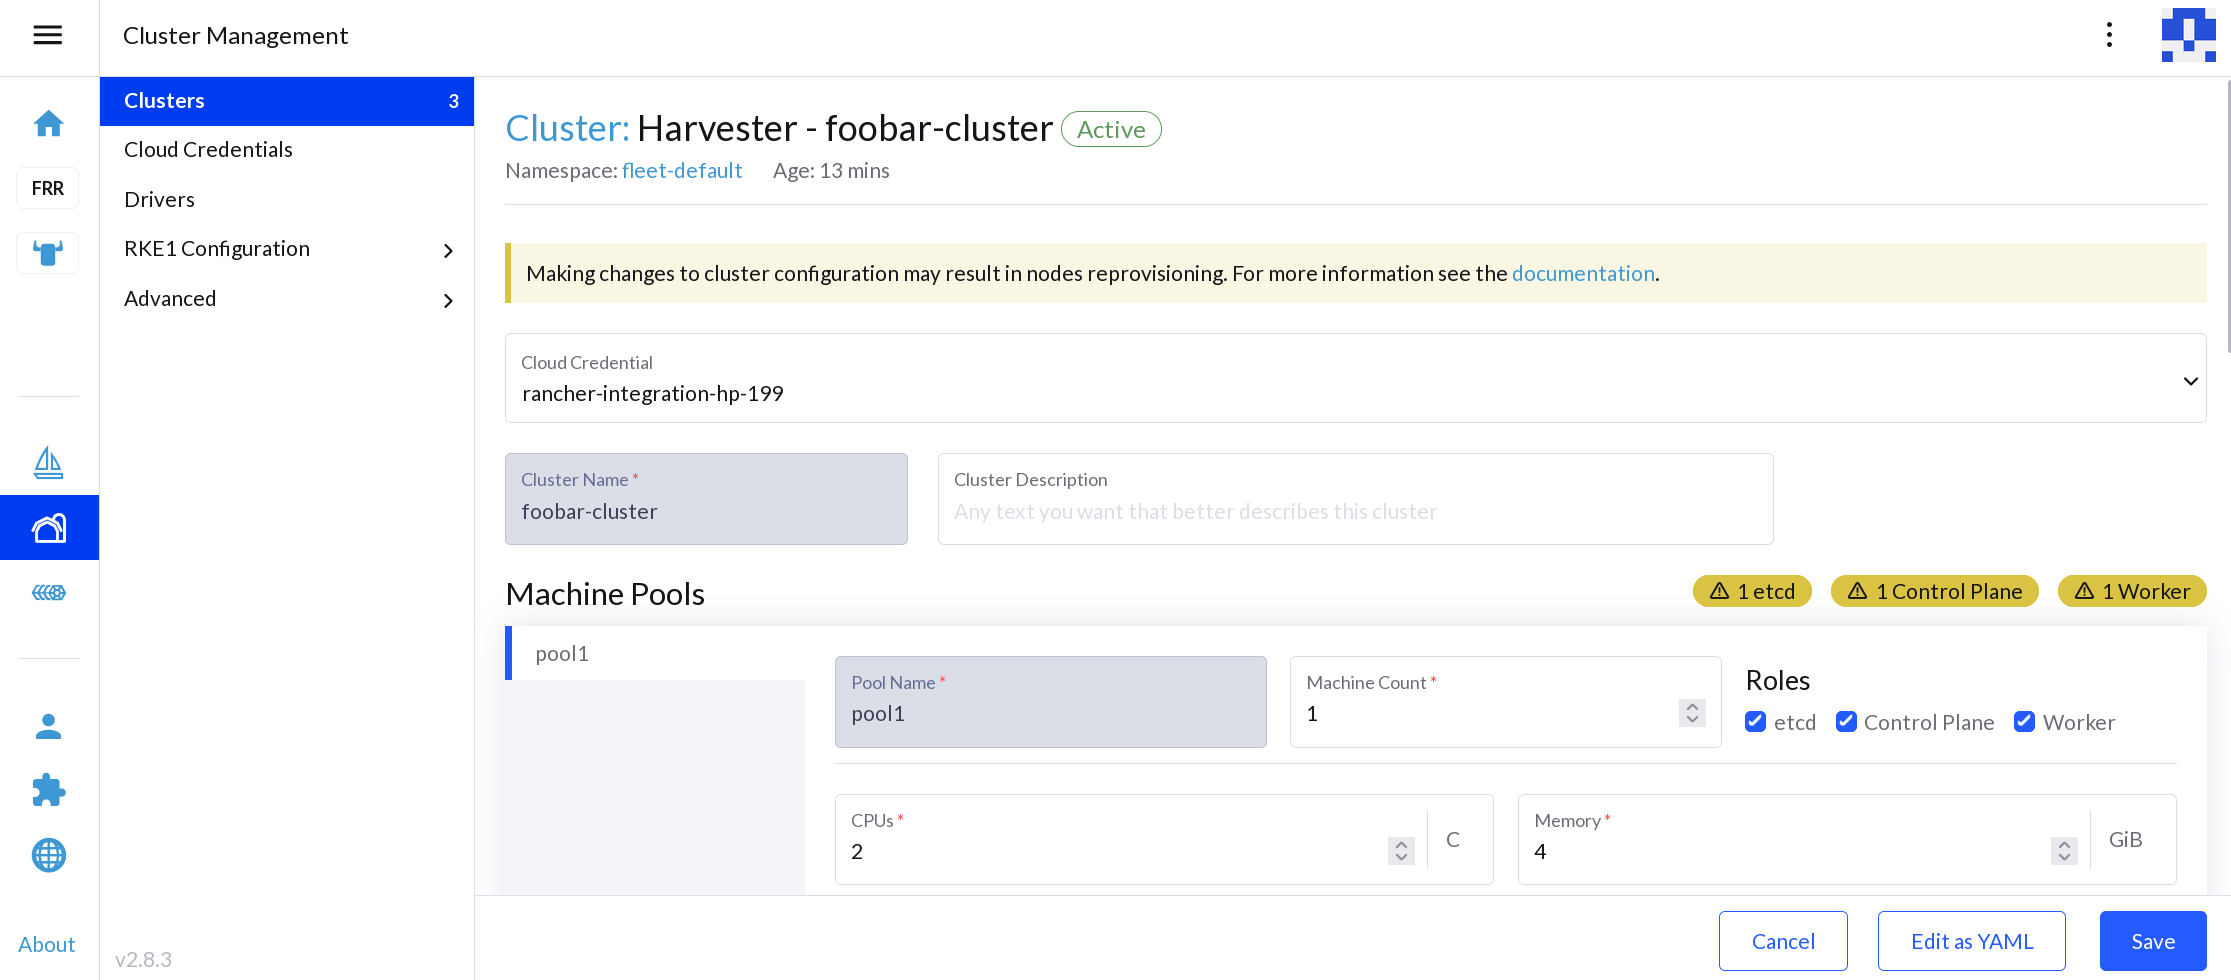 Cluster Management
Clusters 3
Cloud Credentials
Drivers
RKE1 Configuration
Advanced
FRR
About
v2.8.3
Cluster: Harvester - foobar-cluster Active
Namespace: fleet-default Age: 13 mins
Making changes to cluster configuration may result in nodes reprovisioning. For more information see the documentation.
Cloud Credential
rancher-integration-hp-199
Cluster Name *
foobar-cluster
Cluster Description
Any text you want that better describes this cluster
Machine Pools
1 etcd 1 Control Plane 1 Worker
pool1
Pool Name *
pool1
Machine Count *
1
Roles
etcd Control Plane Worker
CPUs *
2
C
Memory *
4
GiB
Cancel Edit as YAML Save